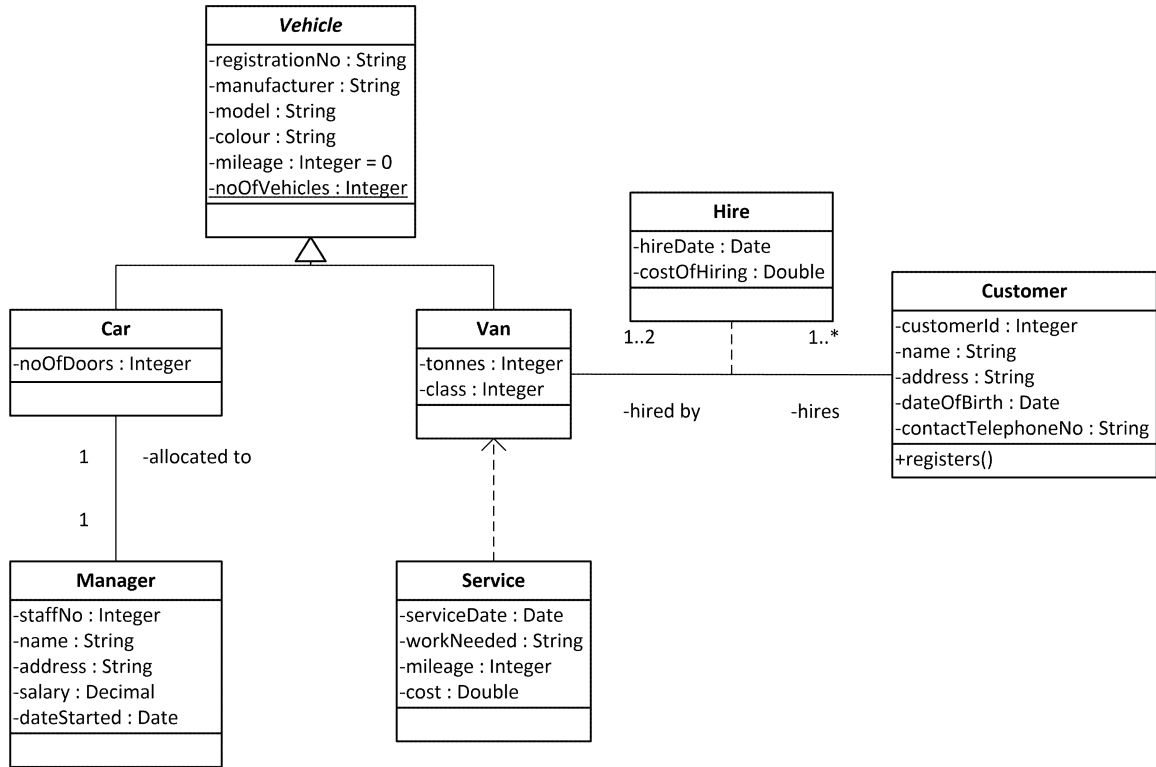 Vehicle
-registrationNo : String
-manufacturer : String
-model : String
-colour : String
-mileage : Integer = 0
-noOfVehicles : Integer
Hire
-hireDate : Date
-costOfHiring : Double
Customer
-customerId : Integer
-name : String
-address : String
-dateOfBirth : Date
-contactTelephoneNo : String
+registers()
Car
-noOfDoors : Integer
Van
-tonnes : Integer
-class : Integer
1..2
1..*
-hired by
-hires
1
-allocated to
1
Manager
-staffNo : Integer
-name : String
-address : String
-salary : Decimal
-dateStarted : Date
Service
-serviceDate : Date
-workNeeded : String
-mileage : Integer
-cost : Double